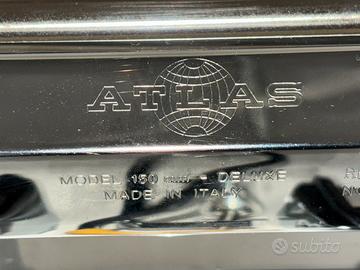 ATLAS
MODEL 150 mm - DELUXE
MADE IN ITALY
subito